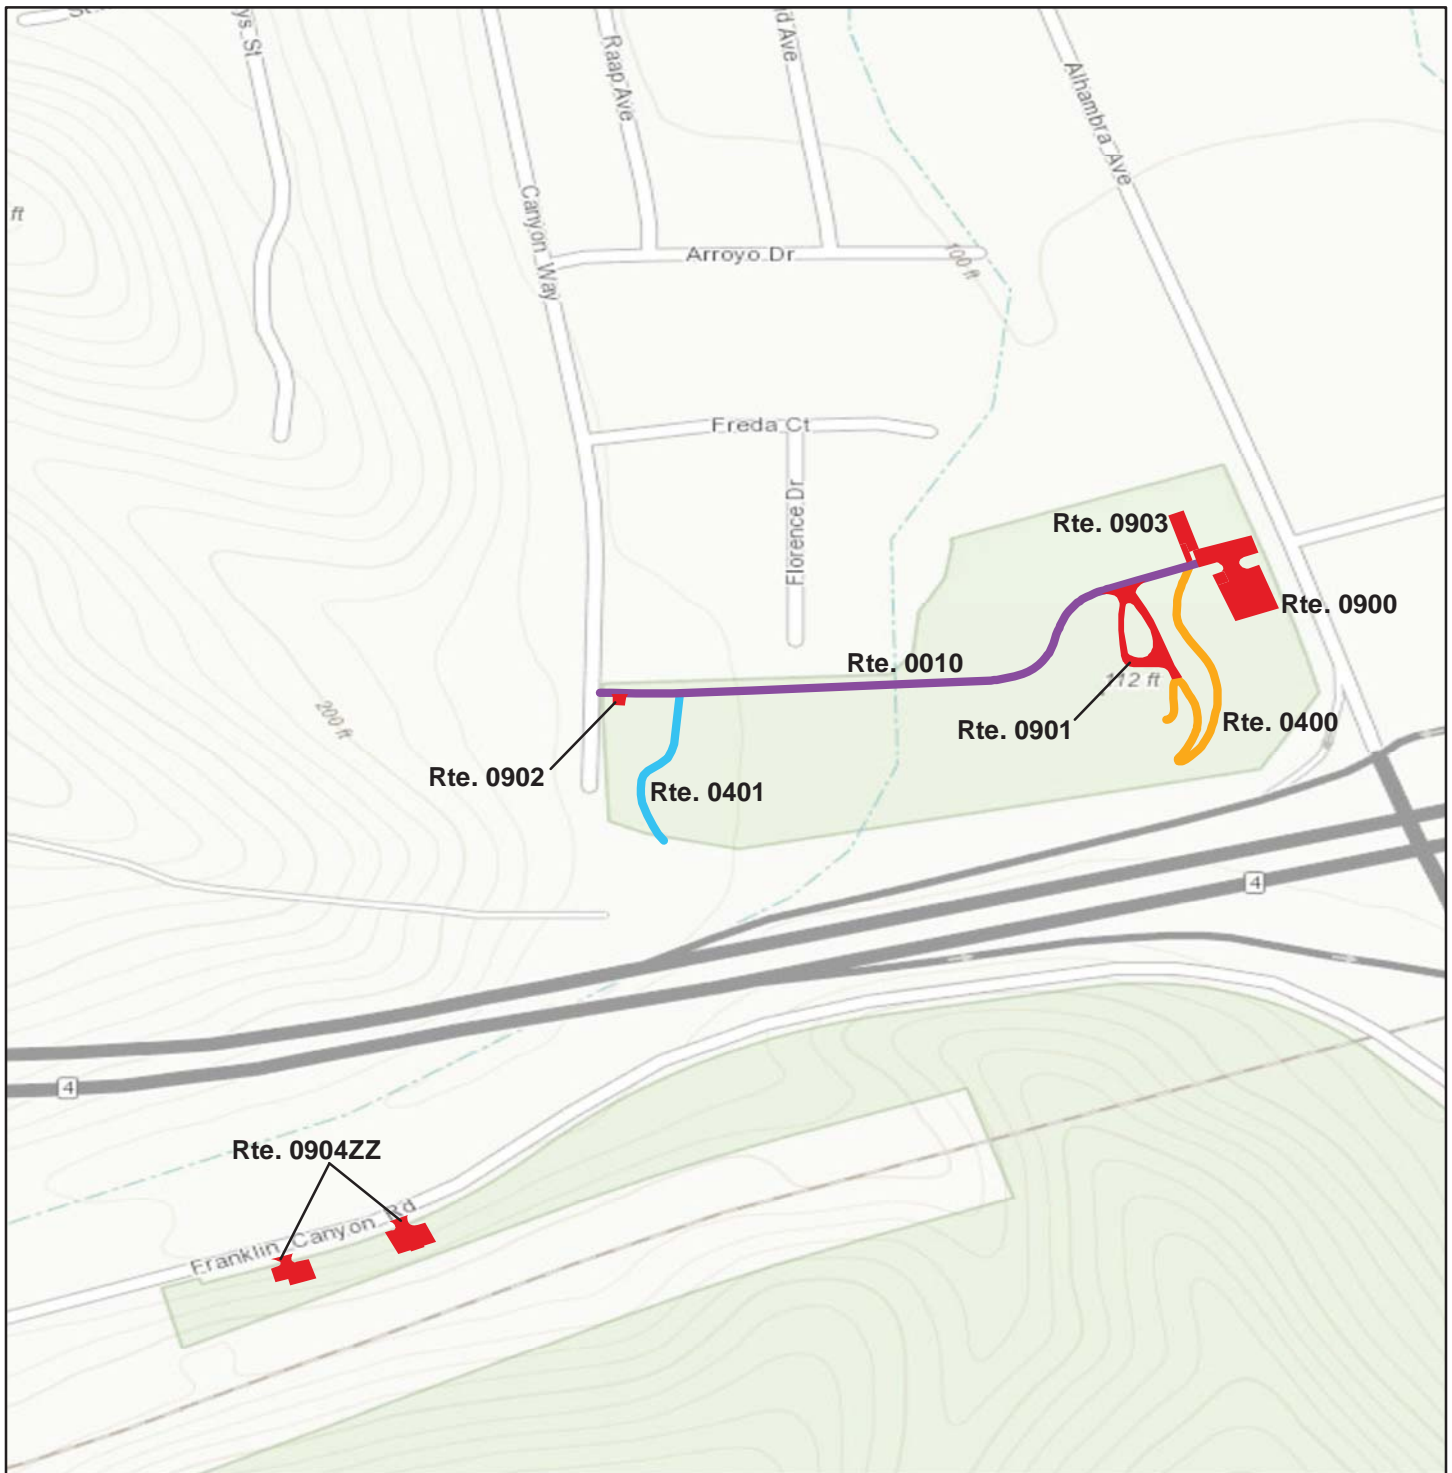 St
ys St
Raap Ave
d Ave
Alhambra Ave
Canyon Way
ft
Arroyo Dr
100 ft
Freda Ct
Florence Dr
Rte. 0903
Rte. 0900
Rte. 0010
112 ft
200 ft
Rte. 0901
Rte. 0400
Rte. 0902
Rte. 0401
4
4
Rte. 0904ZZ
Franklin Canyon Rd